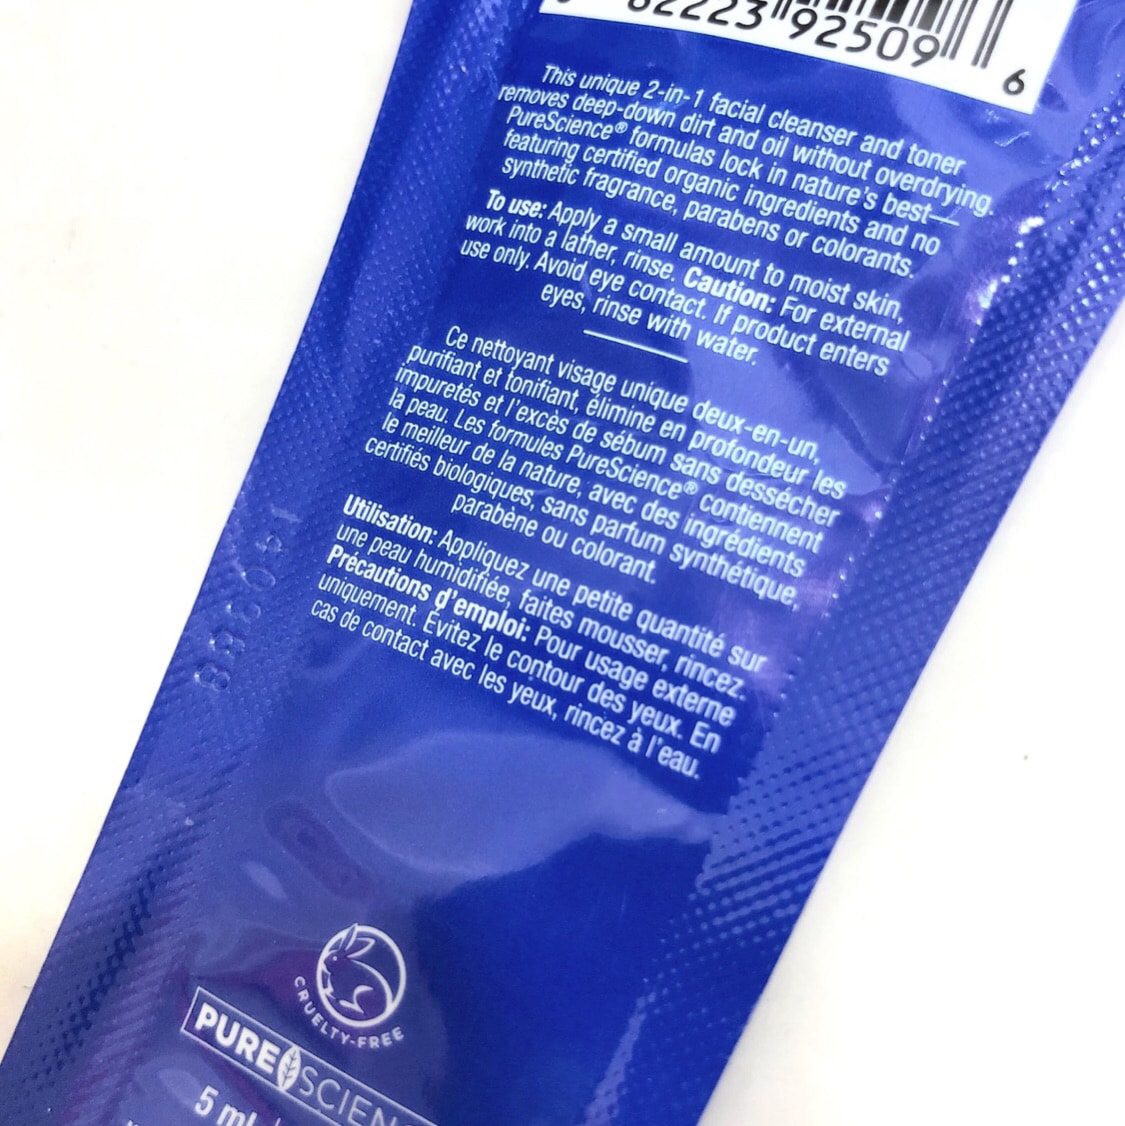 62223 92509 6
This unique 2-in-1 facial cleanser and toner
removes deep-down dirt and oil without overdrying.
PureScience® formulas lock in nature's best—
featuring certified organic ingredients and no
synthetic fragrance, parabens or colorants.
To use: Apply a small amount to moist skin,
work into a lather, rinse. Caution: For external
use only. Avoid eye contact. If product enters
eyes, rinse with water.
Ce nettoyant visage unique deux-en-un,
purifiant et tonifiant, élimine en profondeur les
impuretés et l'excès de sébum sans dessécher
la peau. Les formules PureScience® contiennent
le meilleur de la nature, avec des ingrédients
certifiés biologiques, sans parfum synthétique,
parabène ou colorant.
Utilisation: Appliquez une petite quantité sur
une peau humidifiée, faites mousser, rincez.
Précautions d'emploi: Pour usage externe
uniquement. Évitez le contour des yeux. En
cas de contact avec les yeux, rincez à l'eau.
CRUELTY-FREE
PURE SCIENC
5 ml